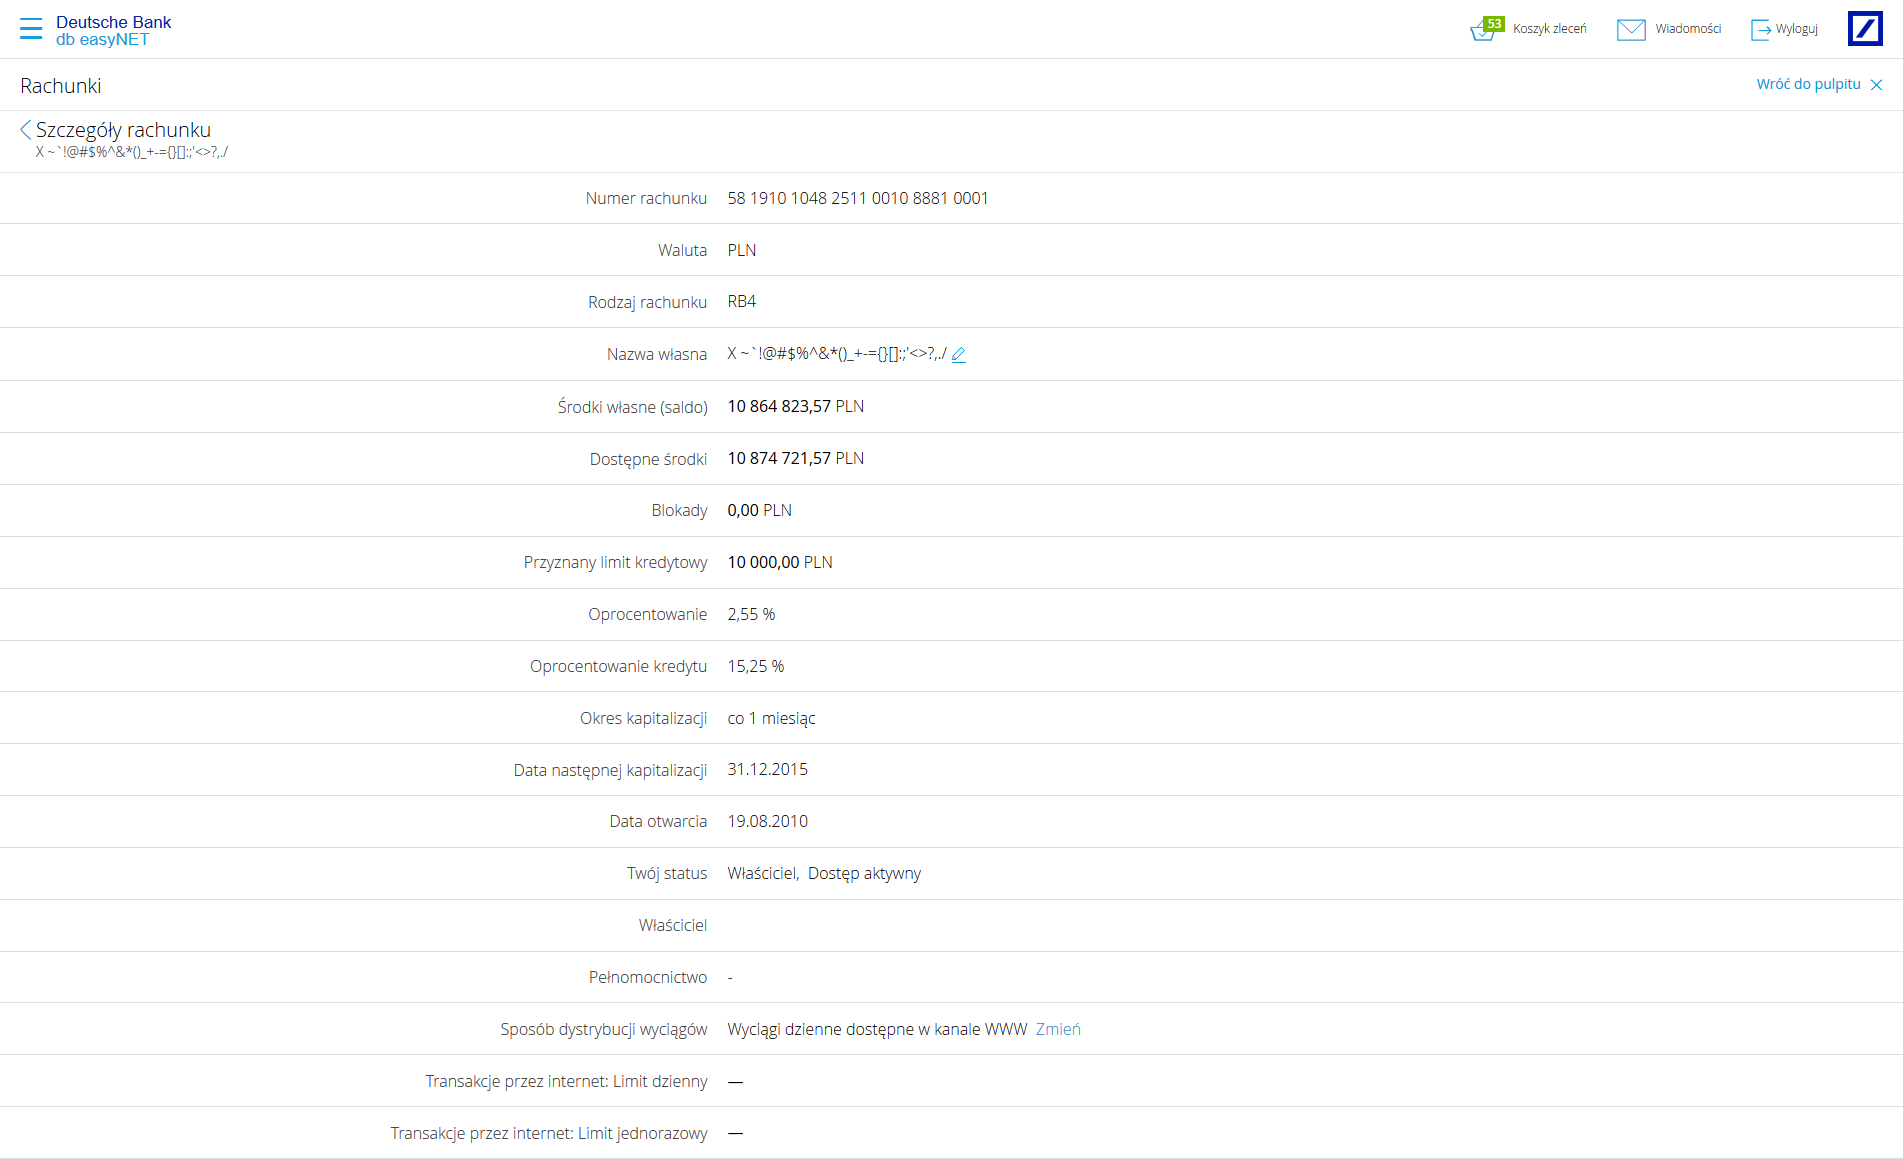 Deutsche Bank
db easyNET
53 Koszyk zleceń Wiadomości Wyloguj
Rachunki
Wróć do pulpitu
Szczegóły rachunku
X ~`!@#$%^&*()_+-={}[]:;'<>?,./
Numer rachunku 58 1910 1048 2511 0010 8881 0001
Waluta PLN
Rodzaj rachunku RB4
Nazwa własna X ~`!@#$%^&*()_+-={}[]:;'<>?,./
Środki własne (saldo) 10 864 823,57 PLN
Dostępne środki 10 874 721,57 PLN
Blokady 0,00 PLN
Przyznany limit kredytowy 10 000,00 PLN
Oprocentowanie 2,55 %
Oprocentowanie kredytu 15,25 %
Okres kapitalizacji co 1 miesiąc
Data następnej kapitalizacji 31.12.2015
Data otwarcia 19.08.2010
Twój status Właściciel, Dostęp aktywny
Właściciel
Pełnomocnictwo -
Sposób dystrybucji wyciągów Wyciągi dzienne dostępne w kanale WWW Zmień
Transakcje przez internet: Limit dzienny —
Transakcje przez internet: Limit jednorazowy —